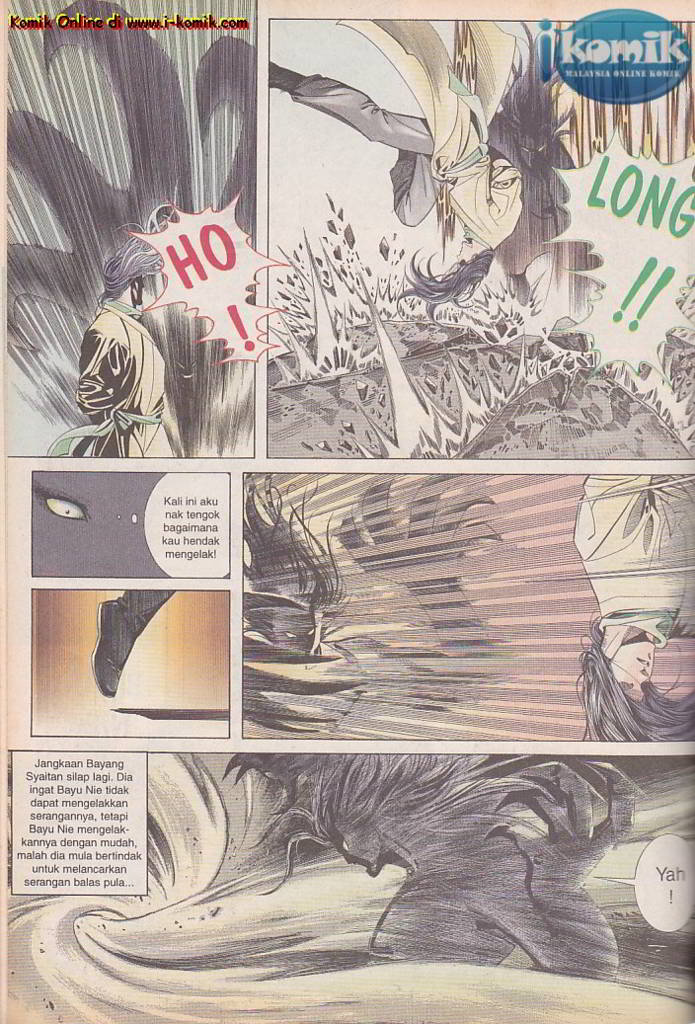 Komik Online di www.i-komik.com
ikomik
MALAYSIA ONLINE KOMIK
HO
!
LONG
!!
Kali ini aku
nak tengok
bagaimana
kau hendak
mengelak!
Jangkaan Bayang
Syaitan silap lagi. Dia
ingat Bayu Nie tidak
dapat mengelakkan
serangannya, tetapi
Bayu Nie mengelak-
kannya dengan mudah,
malah dia mula bertindak
untuk melancarkan
serangan balas pula...
Yah
!